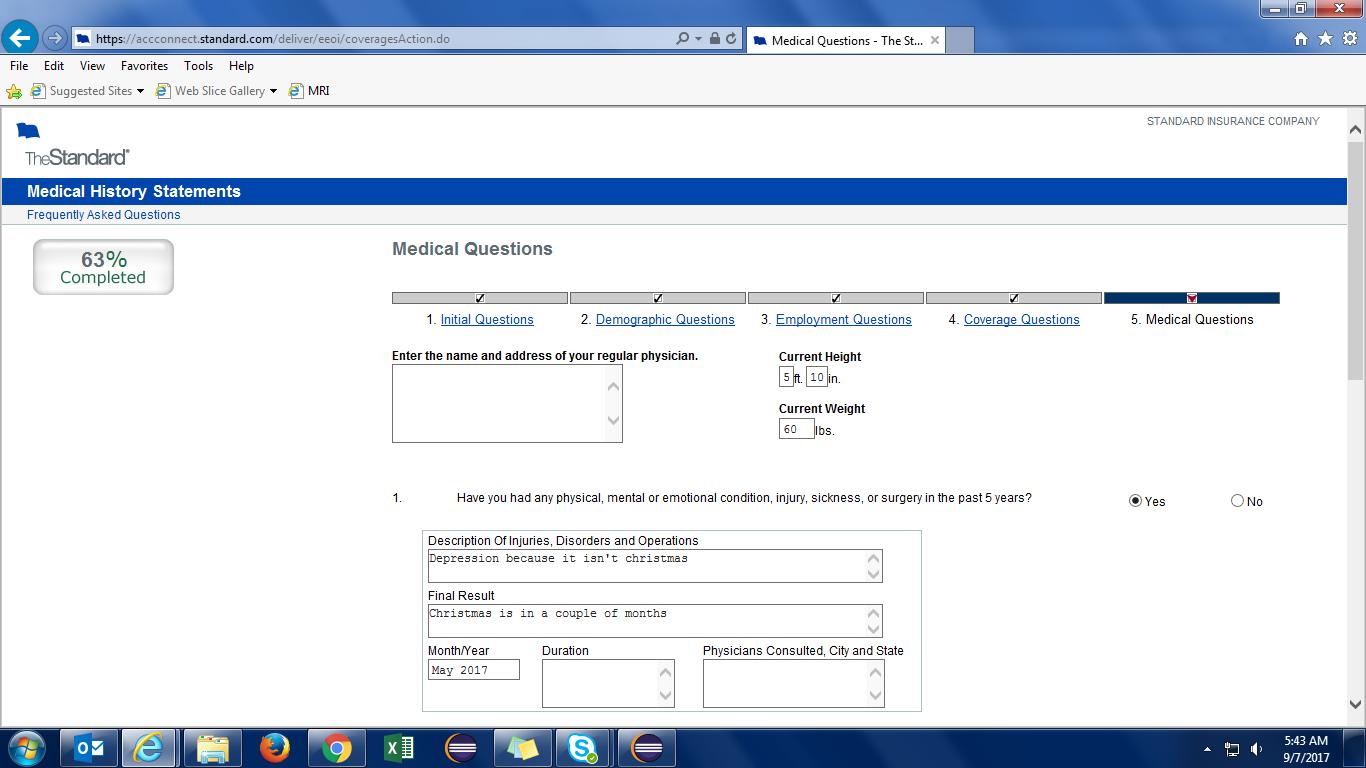 https://accconnect.standard.com/deliver/eeoi/coveragesAction.do
Medical Questions - The St...
File Edit View Favorites Tools Help
Suggested Sites Web Slice Gallery MRI
STANDARD INSURANCE COMPANY
TheStandard®
Medical History Statements
Frequently Asked Questions
63%
Completed
Medical Questions
1. Initial Questions 2. Demographic Questions 3. Employment Questions 4. Coverage Questions 5. Medical Questions
Enter the name and address of your regular physician.
Current Height
5 ft. 10 in.
Current Weight
60 lbs.
1. Have you had any physical, mental or emotional condition, injury, sickness, or surgery in the past 5 years? Yes No
Description Of Injuries, Disorders and Operations
Depression because it isn't christmas
Final Result
Christmas is in a couple of months
Month/Year Duration Physicians Consulted, City and State
May 2017
5:43 AM
9/7/2017